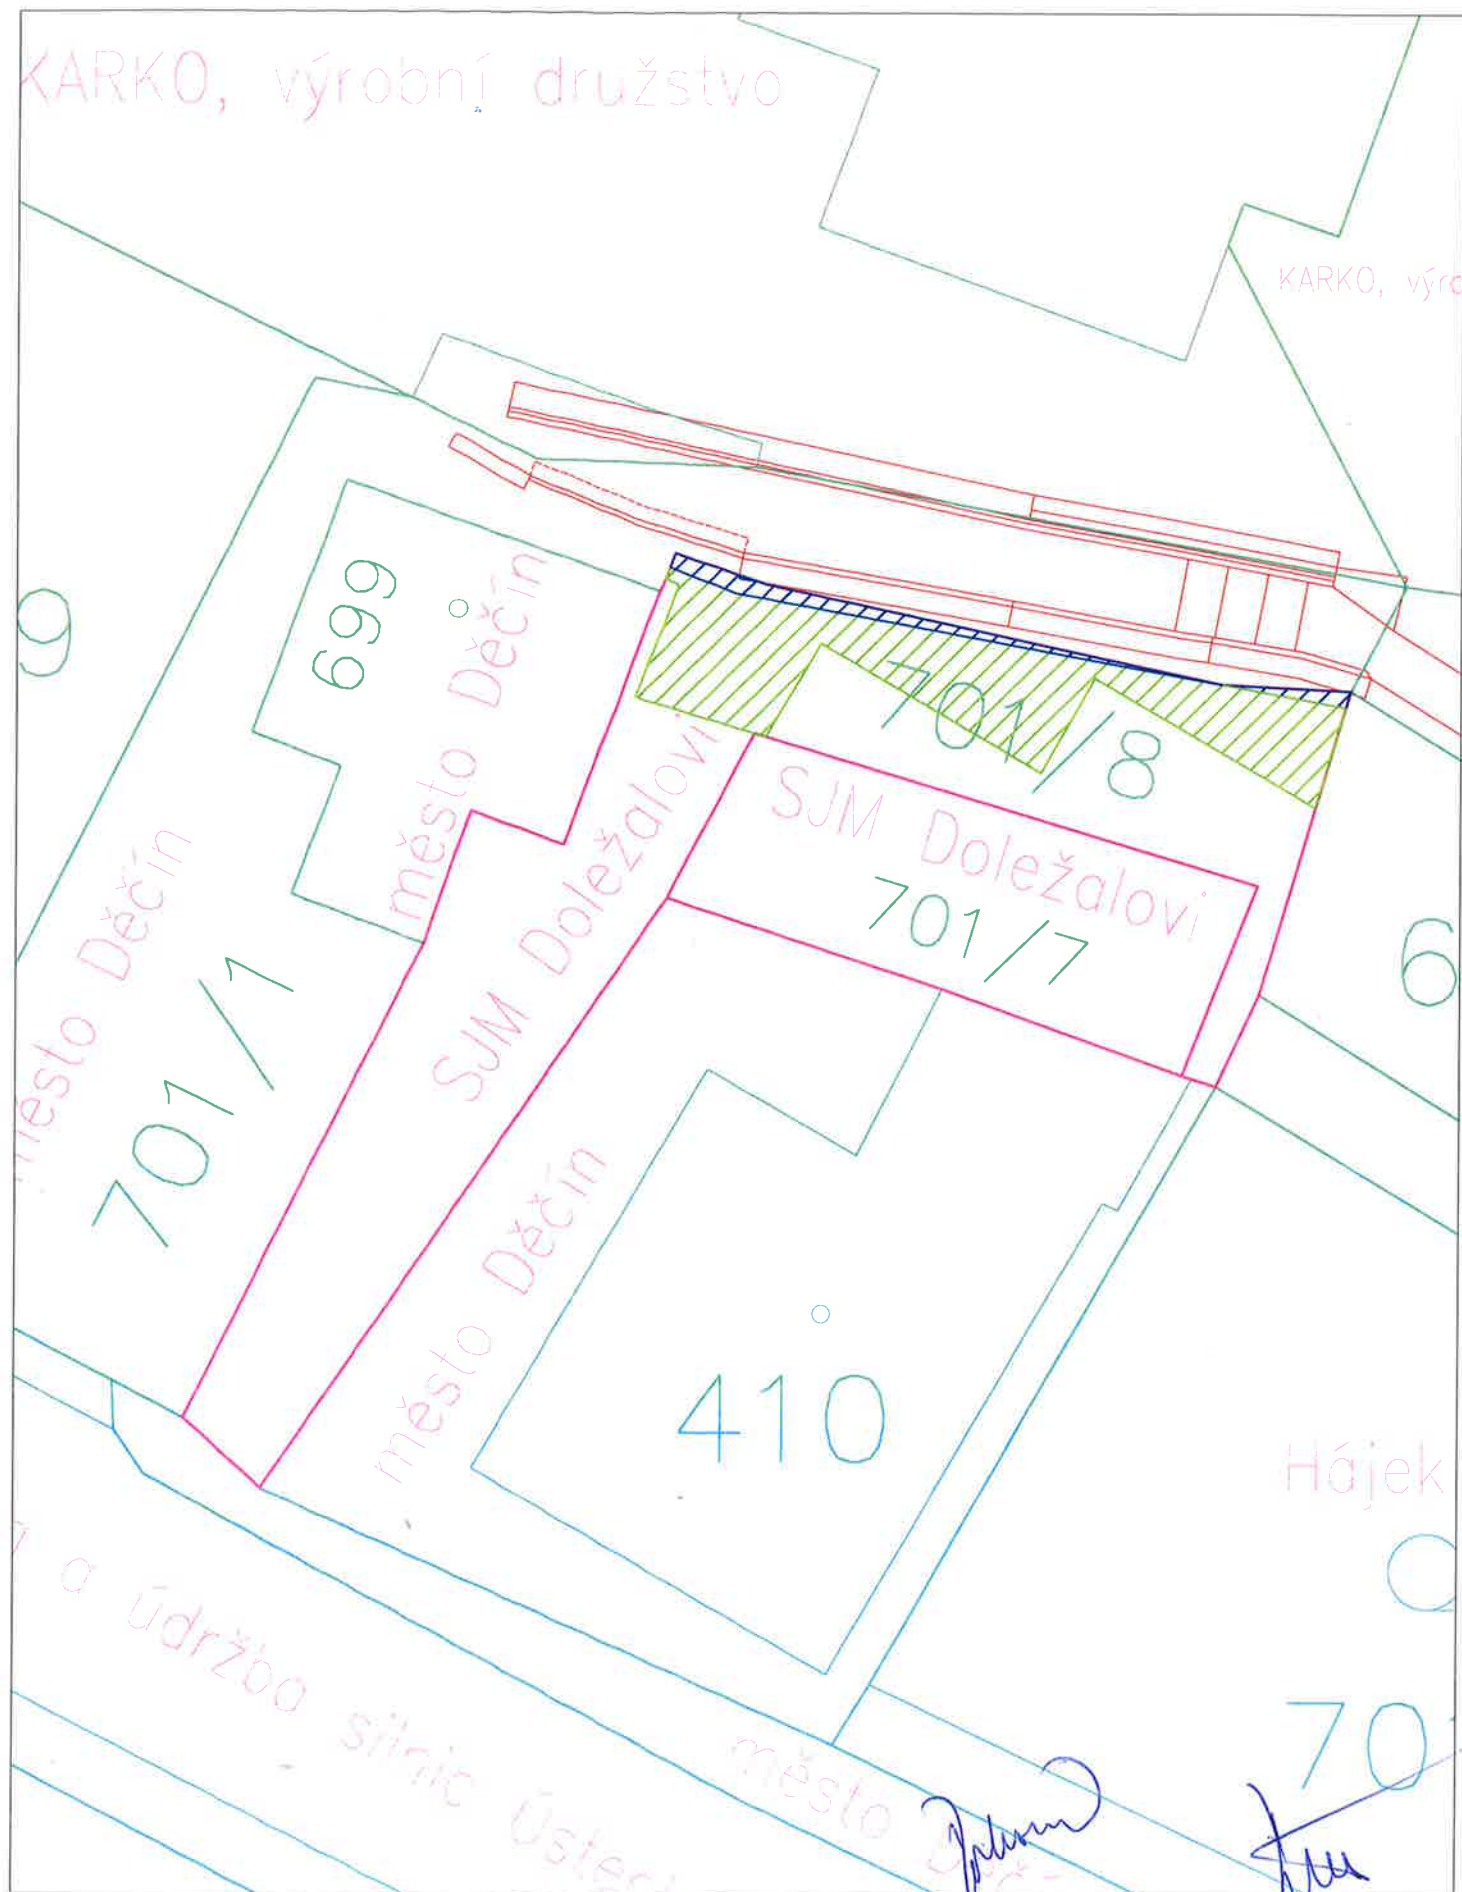 KARKO, výrobní družstvo
KARKO, výro
699
město Děčín
9
701/8
SJM Doležalovi
701/7
SJM Doležalovi
město Děčín
701/1
6
město Děčín
410
Hájek
a údržba silnic Ústec
město
70